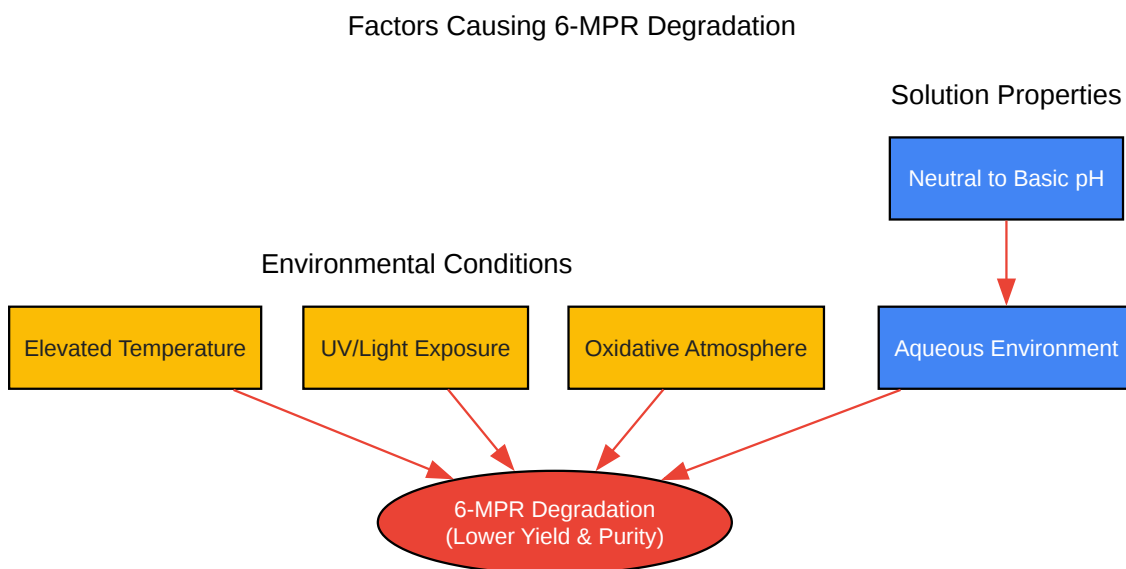 Factors Causing 6-MPR Degradation
Solution Properties
Neutral to Basic pH
Environmental Conditions
Elevated Temperature
UV/Light Exposure
Oxidative Atmosphere
Aqueous Environment
6-MPR Degradation
(Lower Yield & Purity)